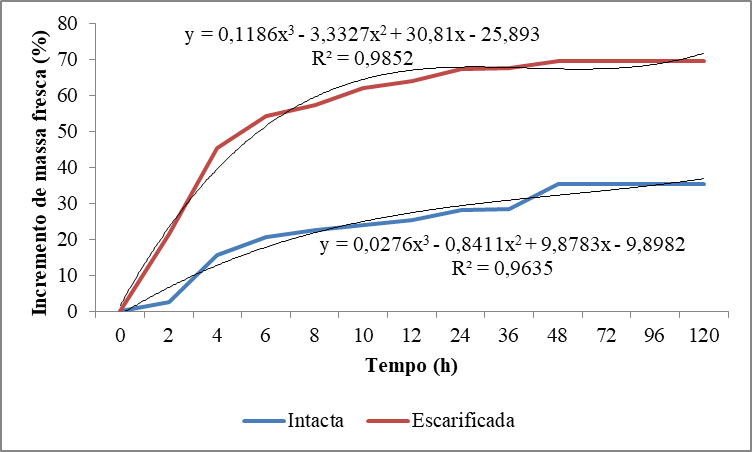 y = 0,1186x³ - 3,3327x² + 30,81x - 25,893
R² = 0,9852
y = 0,0276x³ - 0,8411x² + 9,8783x - 9,8982
R² = 0,9635
Incremento de massa fresca (%)
80
70
60
50
40
30
20
10
0
0 2 4 6 8 10 12 24 36 48 72 96 120
Tempo (h)
Intacta Escarificada